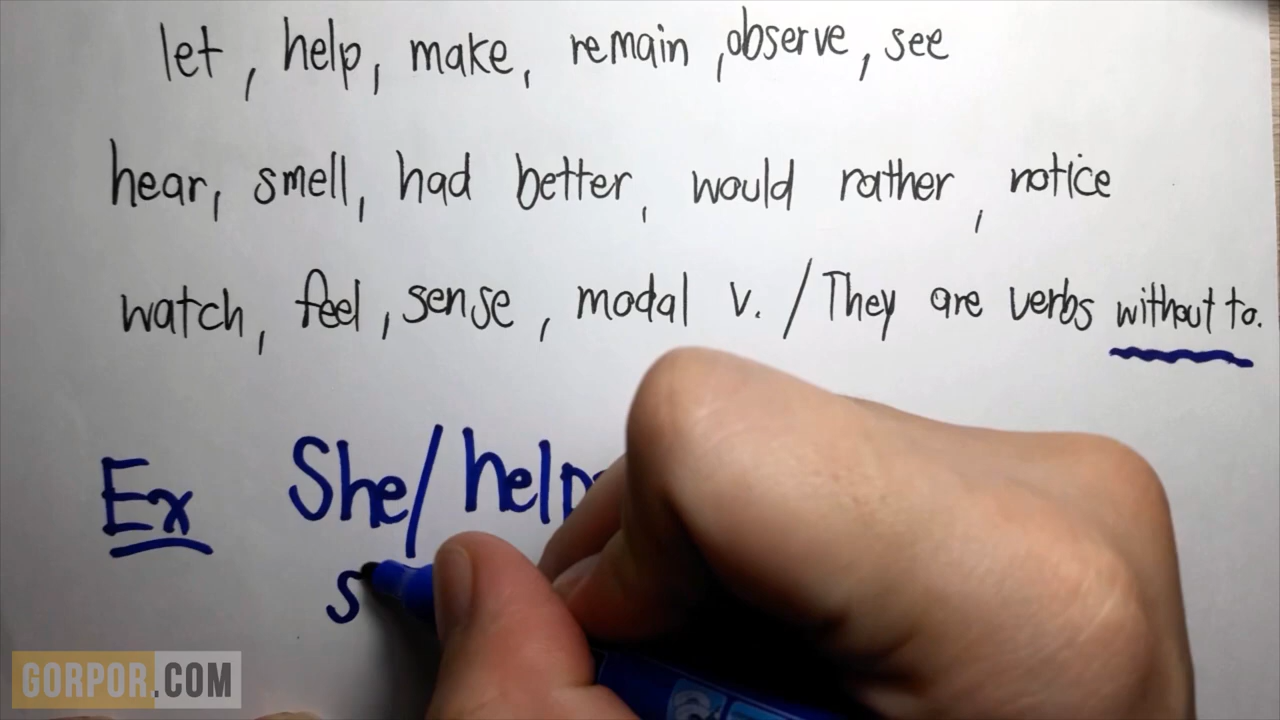 let, help, make, remain, observe, see
hear, smell, had better, would rather, notice
watch, feel, sense, modal v. / They are verbs without to.
Ex She/
s
GORPOR.COM